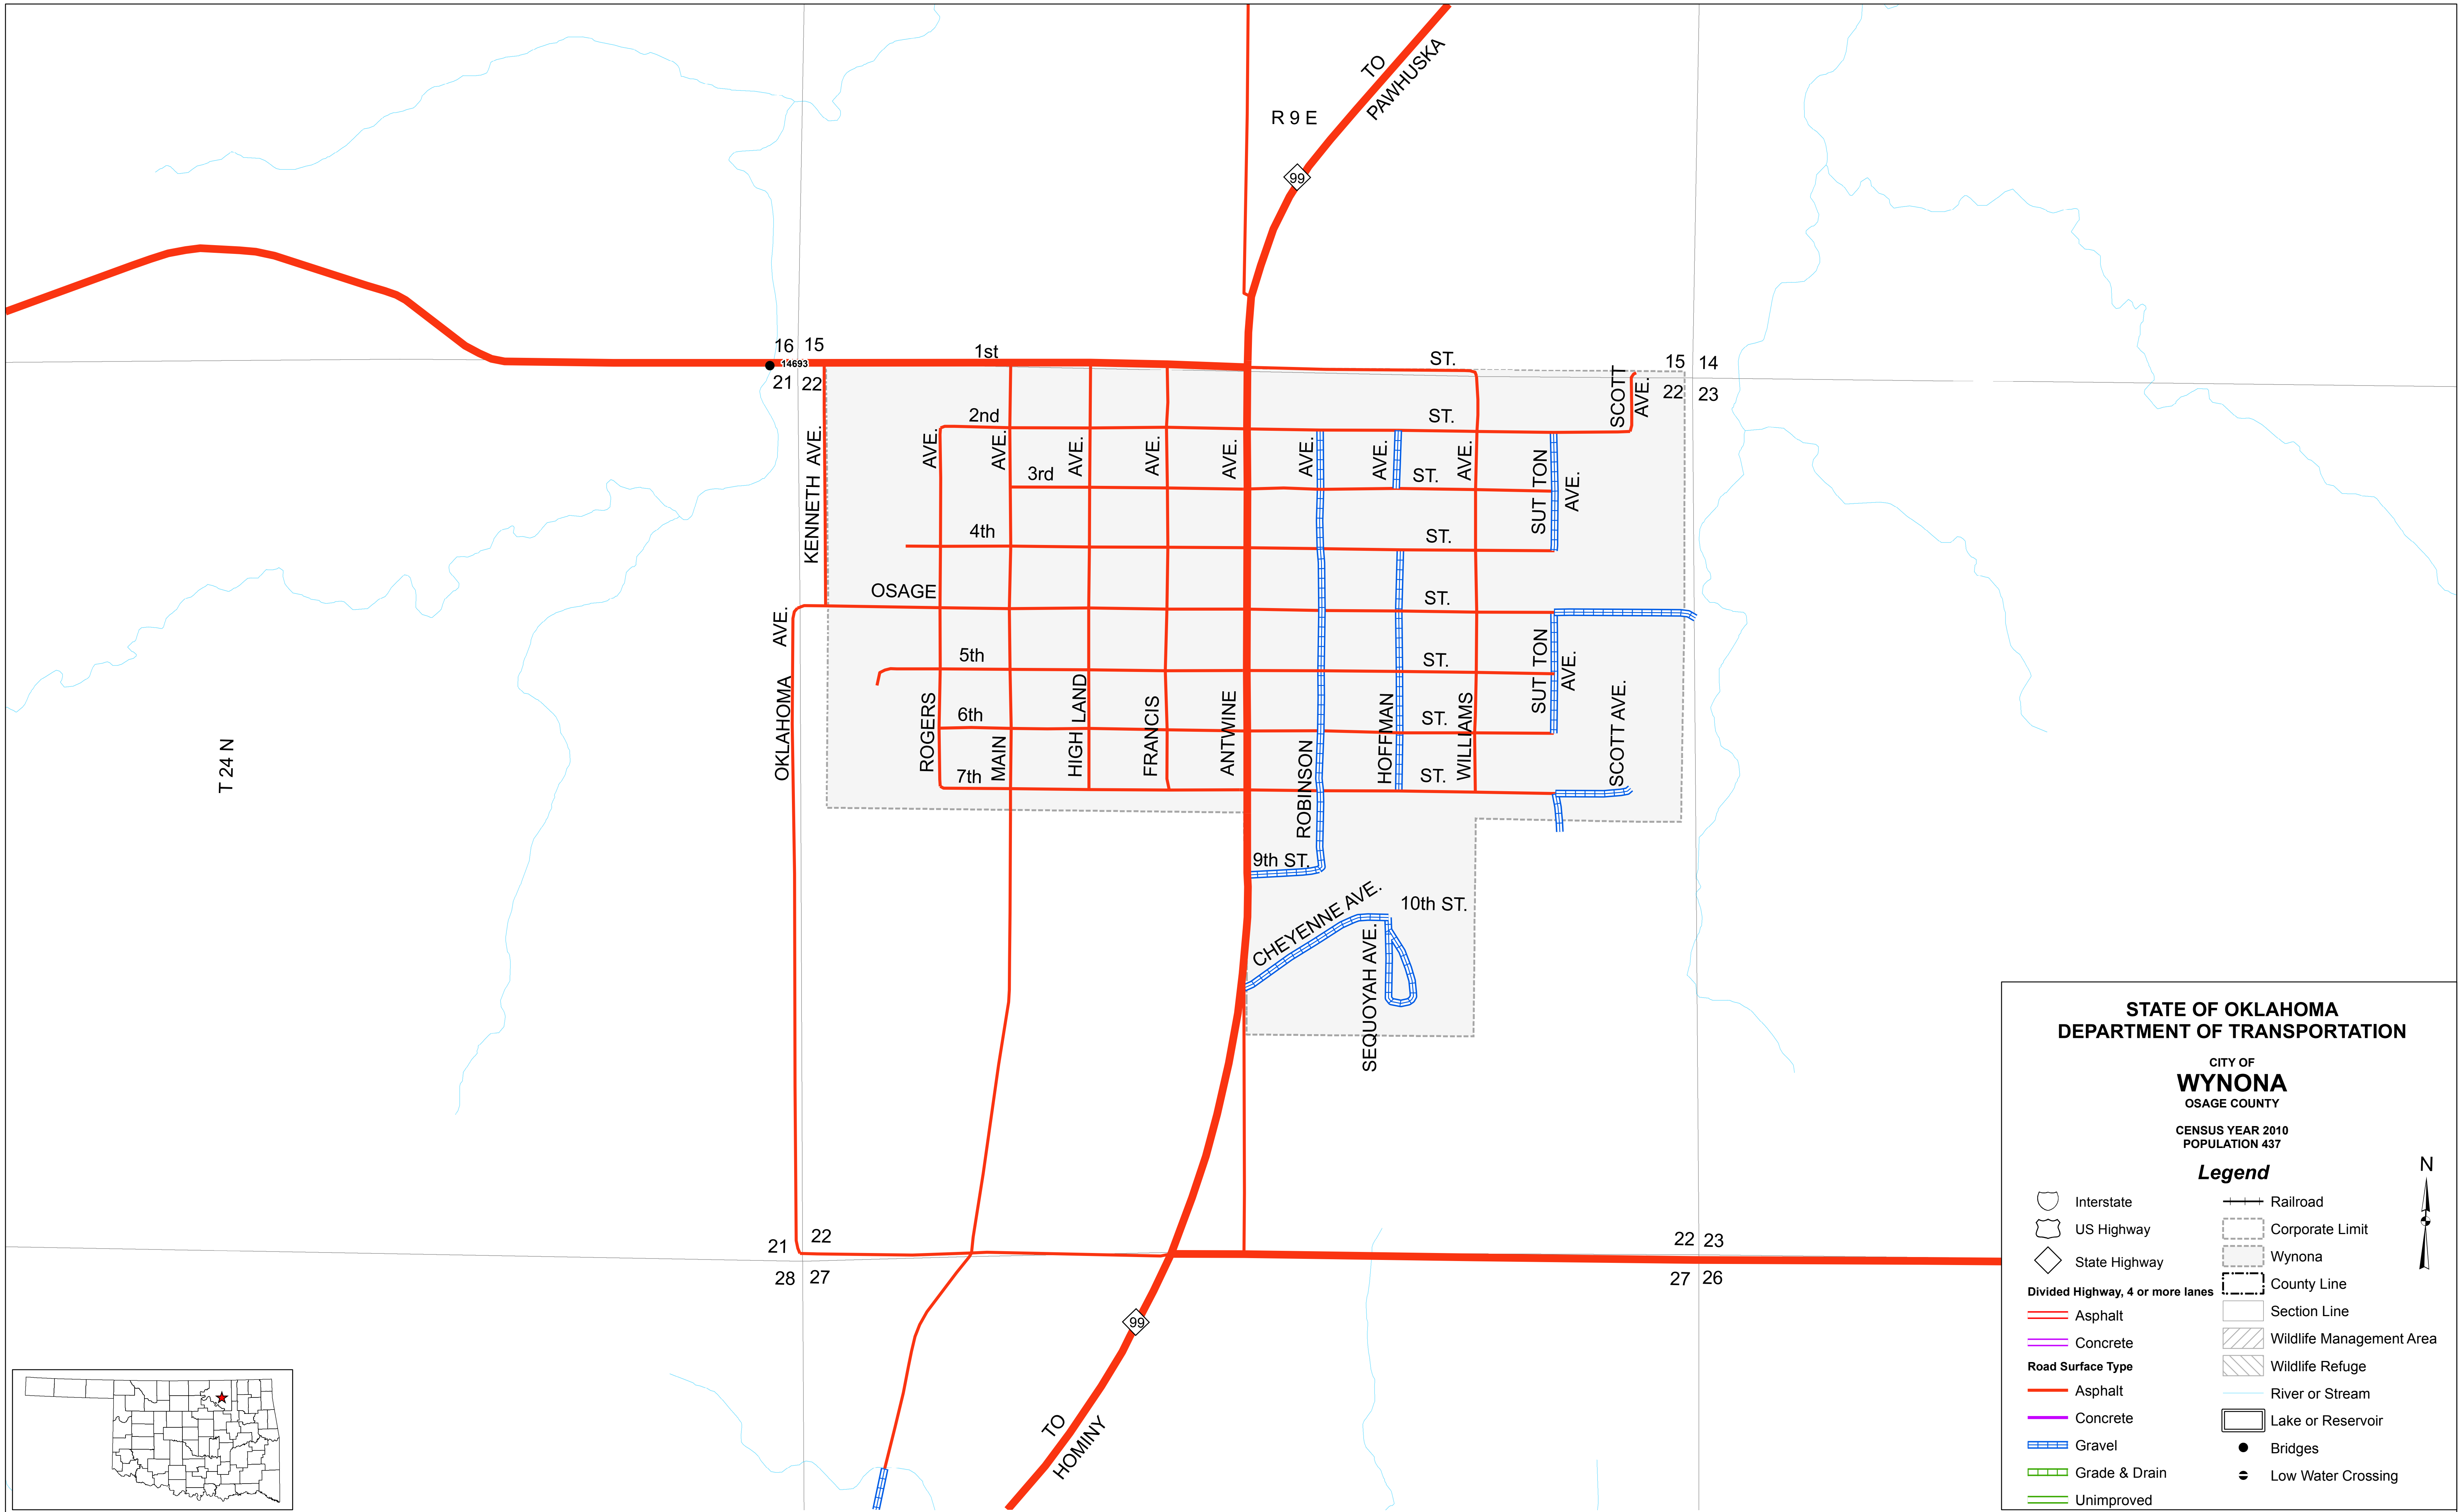 TO
PAWHUSKA
R 9 E
99
16 15
14693
21 22
1st
ST.
15 14
22 23
SCOTT
AVE.
2nd
ST.
KENNETH AVE.
AVE.
AVE.
AVE.
AVE.
AVE.
AVE.
AVE.
AVE.
3rd
ST.
SUT TON
AVE.
4th
ST.
OSAGE
ST.
OKLAHOMA AVE.
5th
ST.
SUT TON
AVE.
SCOTT AVE.
ROGERS
MAIN
HIGH LAND
FRANCIS
ANTWINE
ROBINSON
HOFFMAN
WILLIAMS
6th
ST.
T 24 N
7th
ST.
9th ST.
CHEYENNE AVE.
10th ST.
SEQUOYAH AVE.
21 22
28 27
22 23
27 26
99
TO
HOMINY
STATE OF OKLAHOMA
DEPARTMENT OF TRANSPORTATION
CITY OF
WYNONA
OSAGE COUNTY
CENSUS YEAR 2010
POPULATION 437
Legend
N
Interstate
US Highway
State Highway
Divided Highway, 4 or more lanes
Asphalt
Concrete
Road Surface Type
Asphalt
Concrete
Gravel
Grade & Drain
Unimproved
Railroad
Corporate Limit
Wynona
County Line
Section Line
Wildlife Management Area
Wildlife Refuge
River or Stream
Lake or Reservoir
Bridges
Low Water Crossing